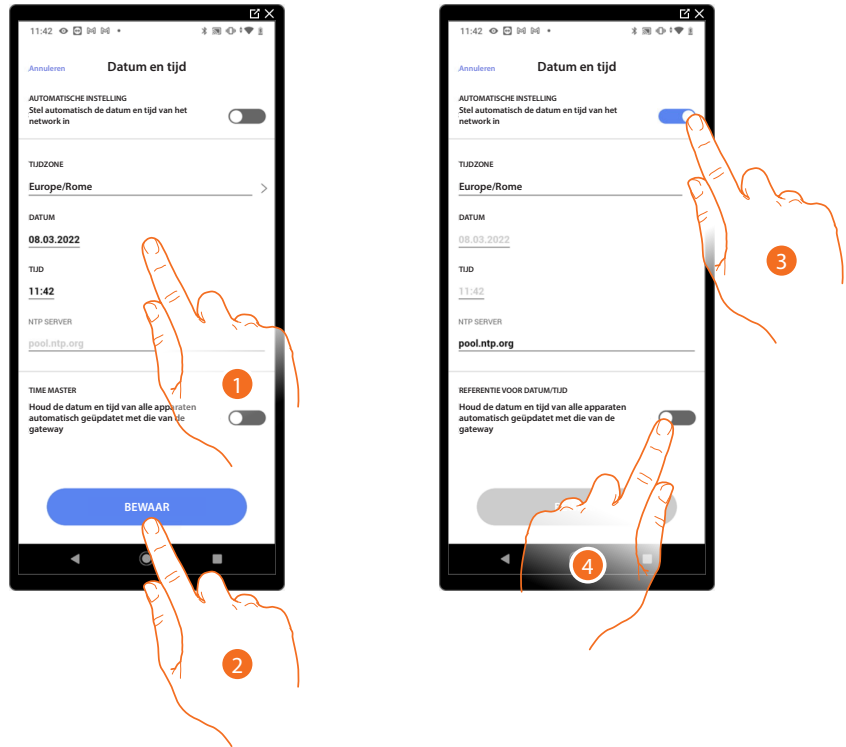 11:42
Annuleren
Datum en tijd
AUTOMATISCHE INSTELLING
Stel automatisch de datum en tijd van het
network in
TIJDZONE
Europe/Rome
DATUM
08.03.2022
TIJD
11:42
NTP SERVER
pool.ntp.org
TIME MASTER
Houd de datum en tijd van alle apparaten
automatisch geüpdatet met die van de
gateway
BEWAAR
1
2
11:42
Annuleren
Datum en tijd
AUTOMATISCHE INSTELLING
Stel automatisch de datum en tijd van het
network in
TIJDZONE
Europe/Rome
DATUM
08.03.2022
TIJD
11:42
NTP SERVER
pool.ntp.org
REFERENTIE VOOR DATUM/TIJD
Houd de datum en tijd van alle apparaten
automatisch geüpdatet met die van de
gateway
3
4